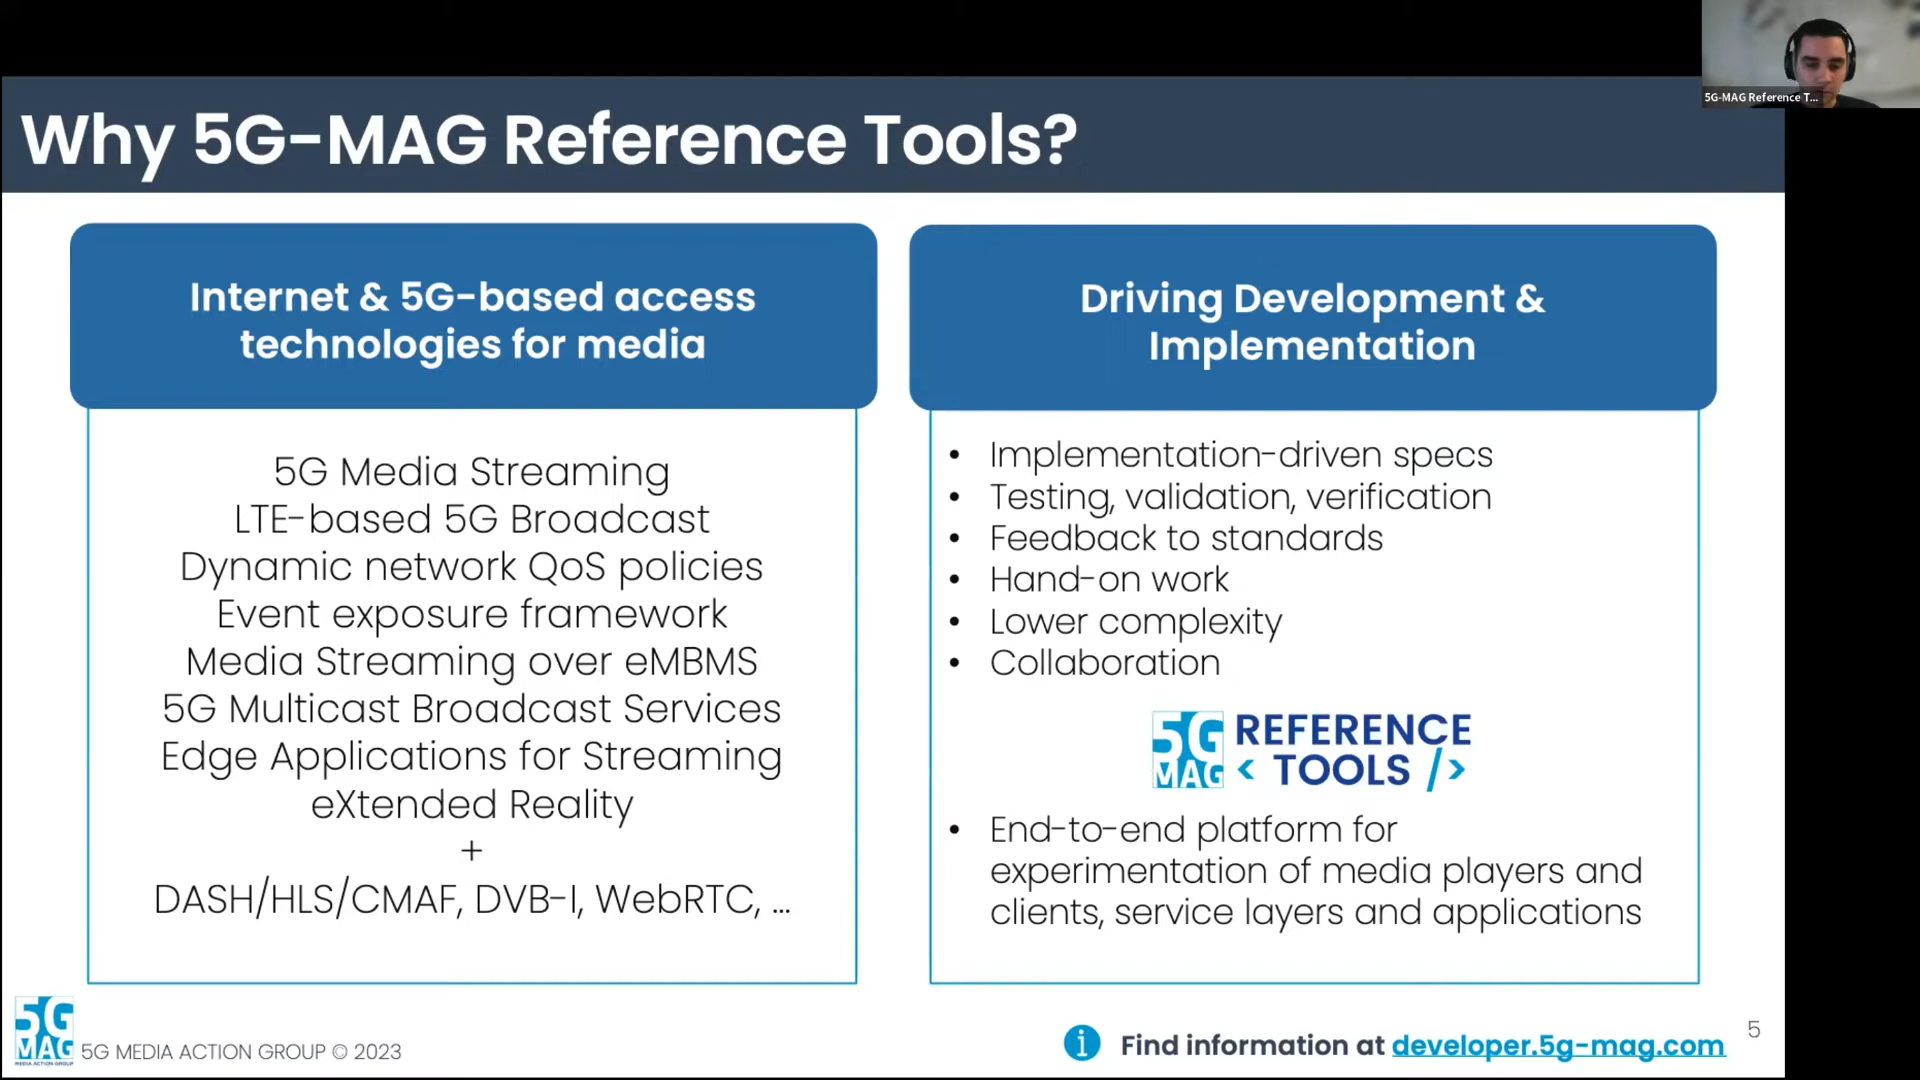 5G-MAG Reference T...
Why 5G-MAG Reference Tools?
Internet & 5G-based access
technologies for media
5G Media Streaming
LTE-based 5G Broadcast
Dynamic network QoS policies
Event exposure framework
Media Streaming over eMBMS
5G Multicast Broadcast Services
Edge Applications for Streaming
eXtended Reality
+
DASH/HLS/CMAF, DVB-I, WebRTC, ...
Driving Development &
Implementation
• Implementation-driven specs
• Testing, validation, verification
• Feedback to standards
• Hand-on work
• Lower complexity
• Collaboration
5G
MAG
REFERENCE
< TOOLS />
• End-to-end platform for
experimentation of media players and
clients, service layers and applications
5G
MAG
MEDIA ACTION GROUP
5G MEDIA ACTION GROUP © 2023
i
Find information at developer.5g-mag.com
5